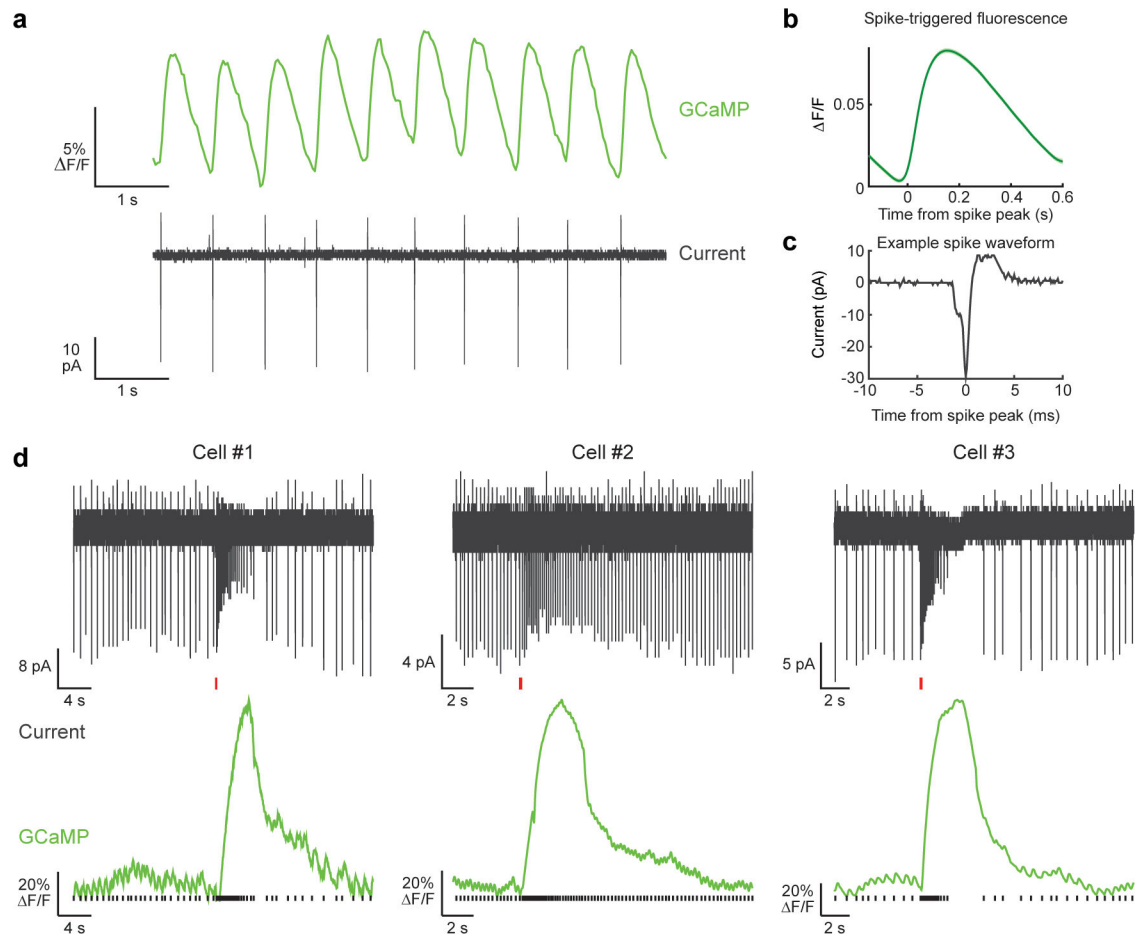 a
GCaMP
5%
ΔF/F
1 s
Current
10
pA
1 s
b
Spike-triggered fluorescence
ΔF/F
0.05
0
0 0.2 0.4 0.6
Time from spike peak (s)
c
Example spike waveform
Current (pA)
10
0
-10
-20
-30
-10 -5 0 5 10
Time from spike peak (ms)
d
Cell #1
Cell #2
Cell #3
8 pA
4 s
4 pA
2 s
5 pA
2 s
Current
GCaMP
20%
ΔF/F
4 s
20%
ΔF/F
2 s
20%
ΔF/F
2 s